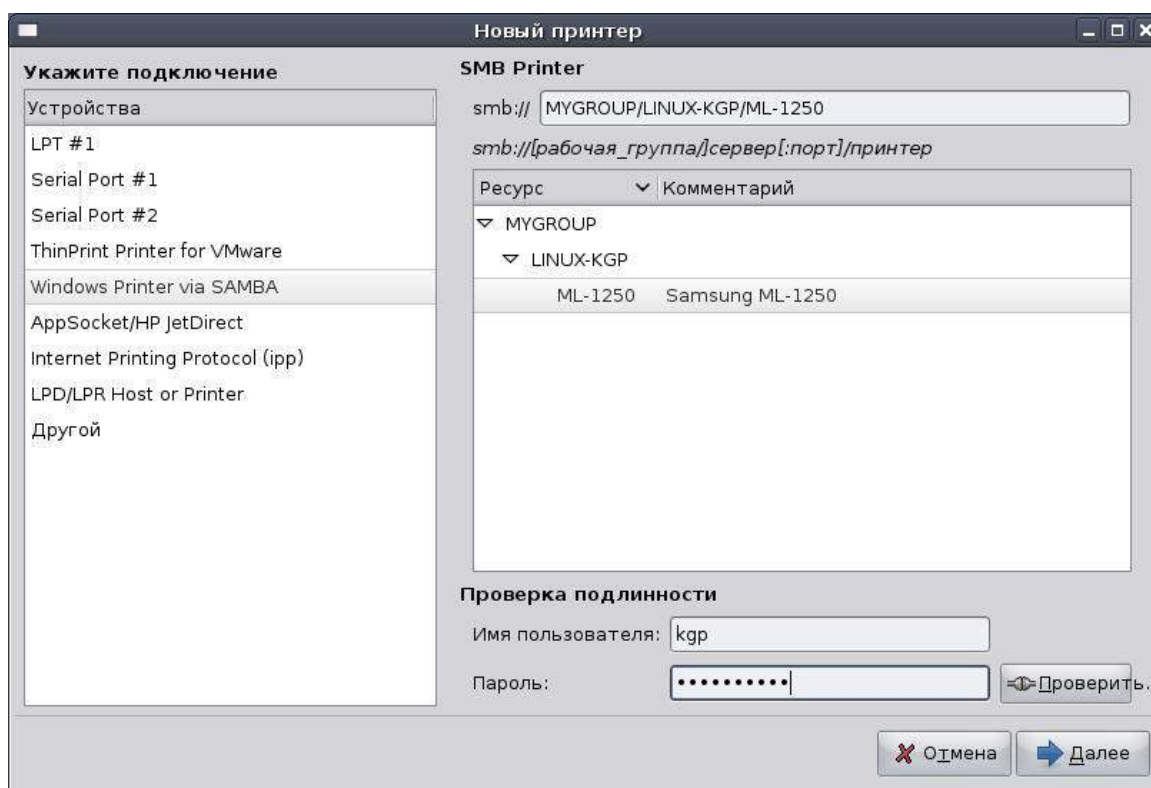 Новый принтер
Укажите подключение
Устройства
LPT #1
Serial Port #1
Serial Port #2
ThinPrint Printer for VMware
Windows Printer via SAMBA
AppSocket/HP JetDirect
Internet Printing Protocol (ipp)
LPD/LPR Host or Printer
Другой
SMB Printer
smb:// MYGROUP/LINUX-KGP/ML-1250
smb://[рабочая_группа/]сервер[:порт]/принтер
Ресурс Комментарий
MYGROUP
LINUX-KGP
ML-1250 Samsung ML-1250
Проверка подлинности
Имя пользователя: kgp
Пароль: ••••••••••
Проверить.
Отмена
Далее